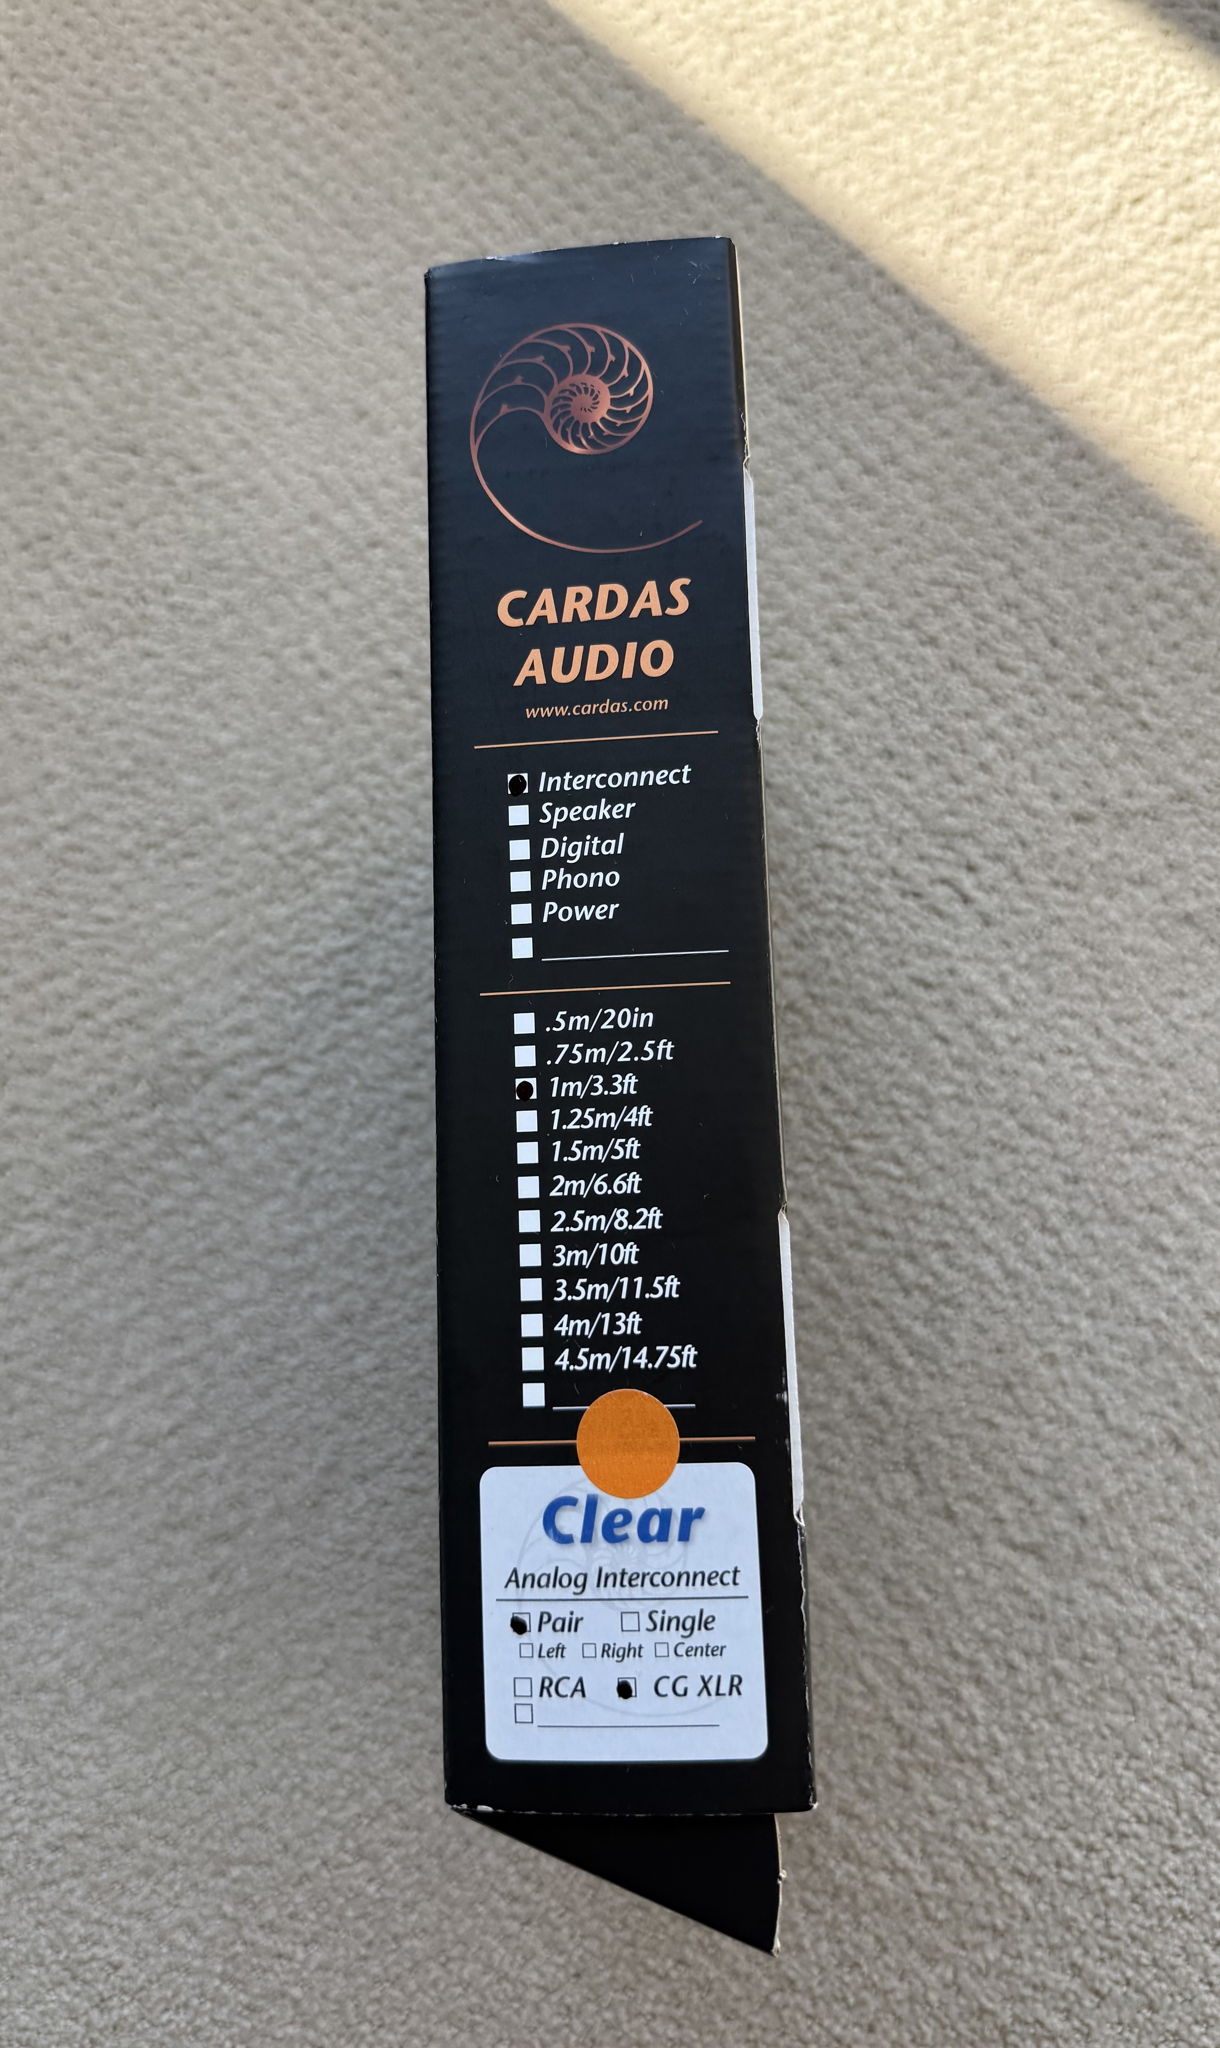 CARDAS
AUDIO
www.cardas.com
Interconnect
Speaker
Digital
Phono
Power
.5m/20in
.75m/2.5ft
1m/3.3ft
1.25m/4ft
1.5m/5ft
2m/6.6ft
2.5m/8.2ft
3m/10ft
3.5m/11.5ft
4m/13ft
4.5m/14.75ft
Clear
Analog Interconnect
Pair Single
Left Right Center
RCA CG XLR